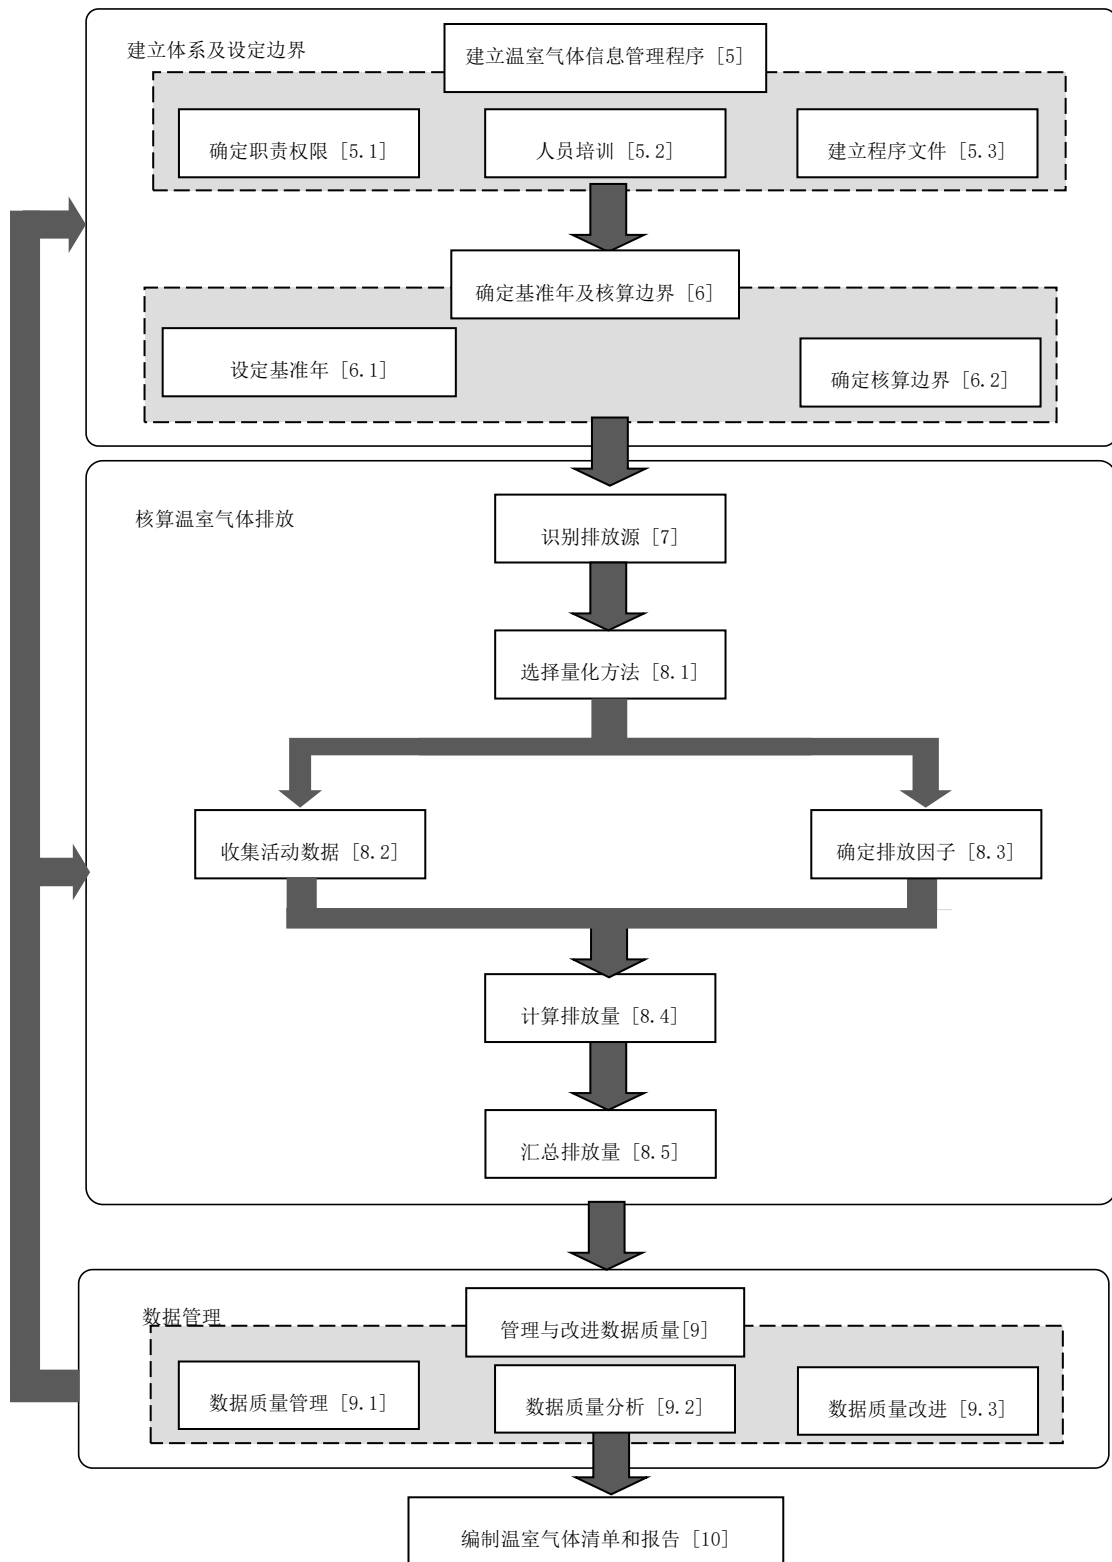 建立体系及设定边界
建立温室气体信息管理程序 [5]
确定职责权限 [5.1]
人员培训 [5.2]
建立程序文件 [5.3]
确定基准年及核算边界 [6]
设定基准年 [6.1]
确定核算边界 [6.2]
核算温室气体排放
识别排放源 [7]
选择量化方法 [8.1]
收集活动数据 [8.2]
确定排放因子 [8.3]
计算排放量 [8.4]
汇总排放量 [8.5]
数据管理
管理与改进数据质量[9]
数据质量管理 [9.1]
数据质量分析 [9.2]
数据质量改进 [9.3]
编制温室气体清单和报告 [10]